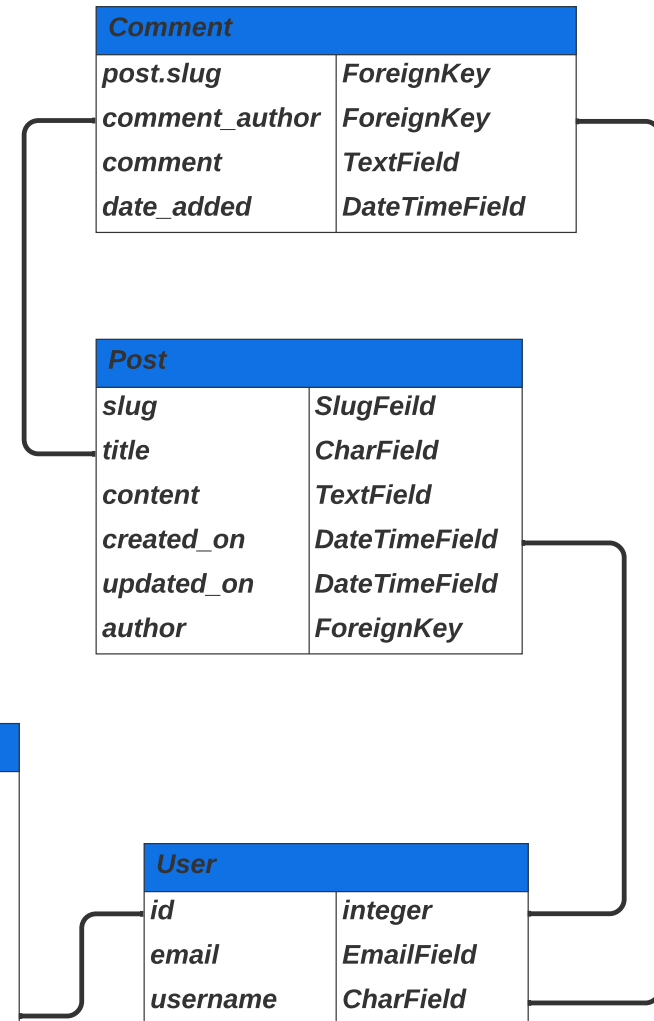 Comment
post.slug ForeignKey
comment_author ForeignKey
comment TextField
date_added DateTimeField
Post
slug SlugFeild
title CharField
content TextField
created_on DateTimeField
updated_on DateTimeField
author ForeignKey
User
id integer
email EmailField
username CharField